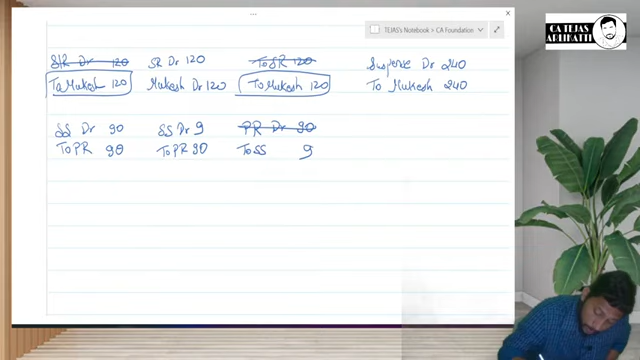 TEJAS's Notebook > CA Foundation
CA TEJAS
ARTIKATTI
SR Dr 120 SR Dr 120 To SR 120 Suspense Dr 240
To Mukesh 120 Mukesh Dr 120 To Mukesh 120 To Mukesh 240
SS Dr 90 SS Dr 9 PR Dr 90
To PR 90 To PR 90 To SS 9